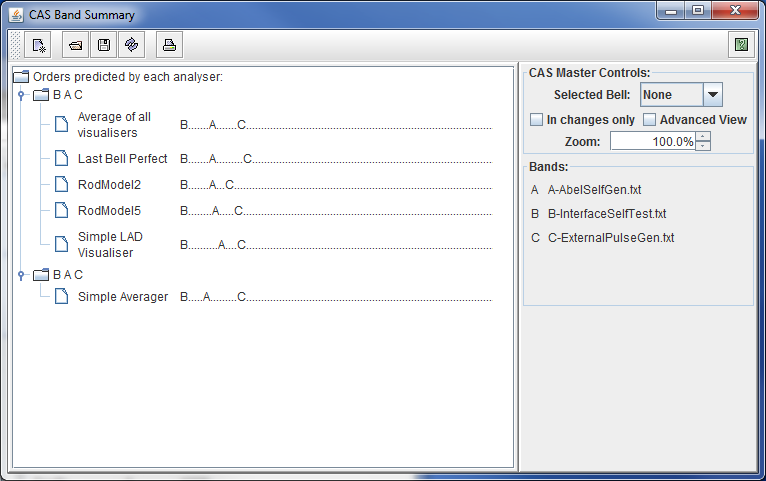 CAS Band Summary
Orders predicted by each analyser:
B A C
Average of all
visualisers
B.......A.......C..................................................................................
Last Bell Perfect B.......A..........C................................................................................
RodModel2 B.......A...C......................................................................................
RodModel5 B........A.....C...................................................................................
Simple LAD
Visualiser
B..........A.....C..................................................................................
B A C
Simple Averager B.....A.........C..................................................................................
CAS Master Controls:
Selected Bell: None
In changes only Advanced View
Zoom: 100.0%
Bands:
A A-AbelSelfGen.txt
B B-InterfaceSelfTest.txt
C C-ExternalPulseGen.txt